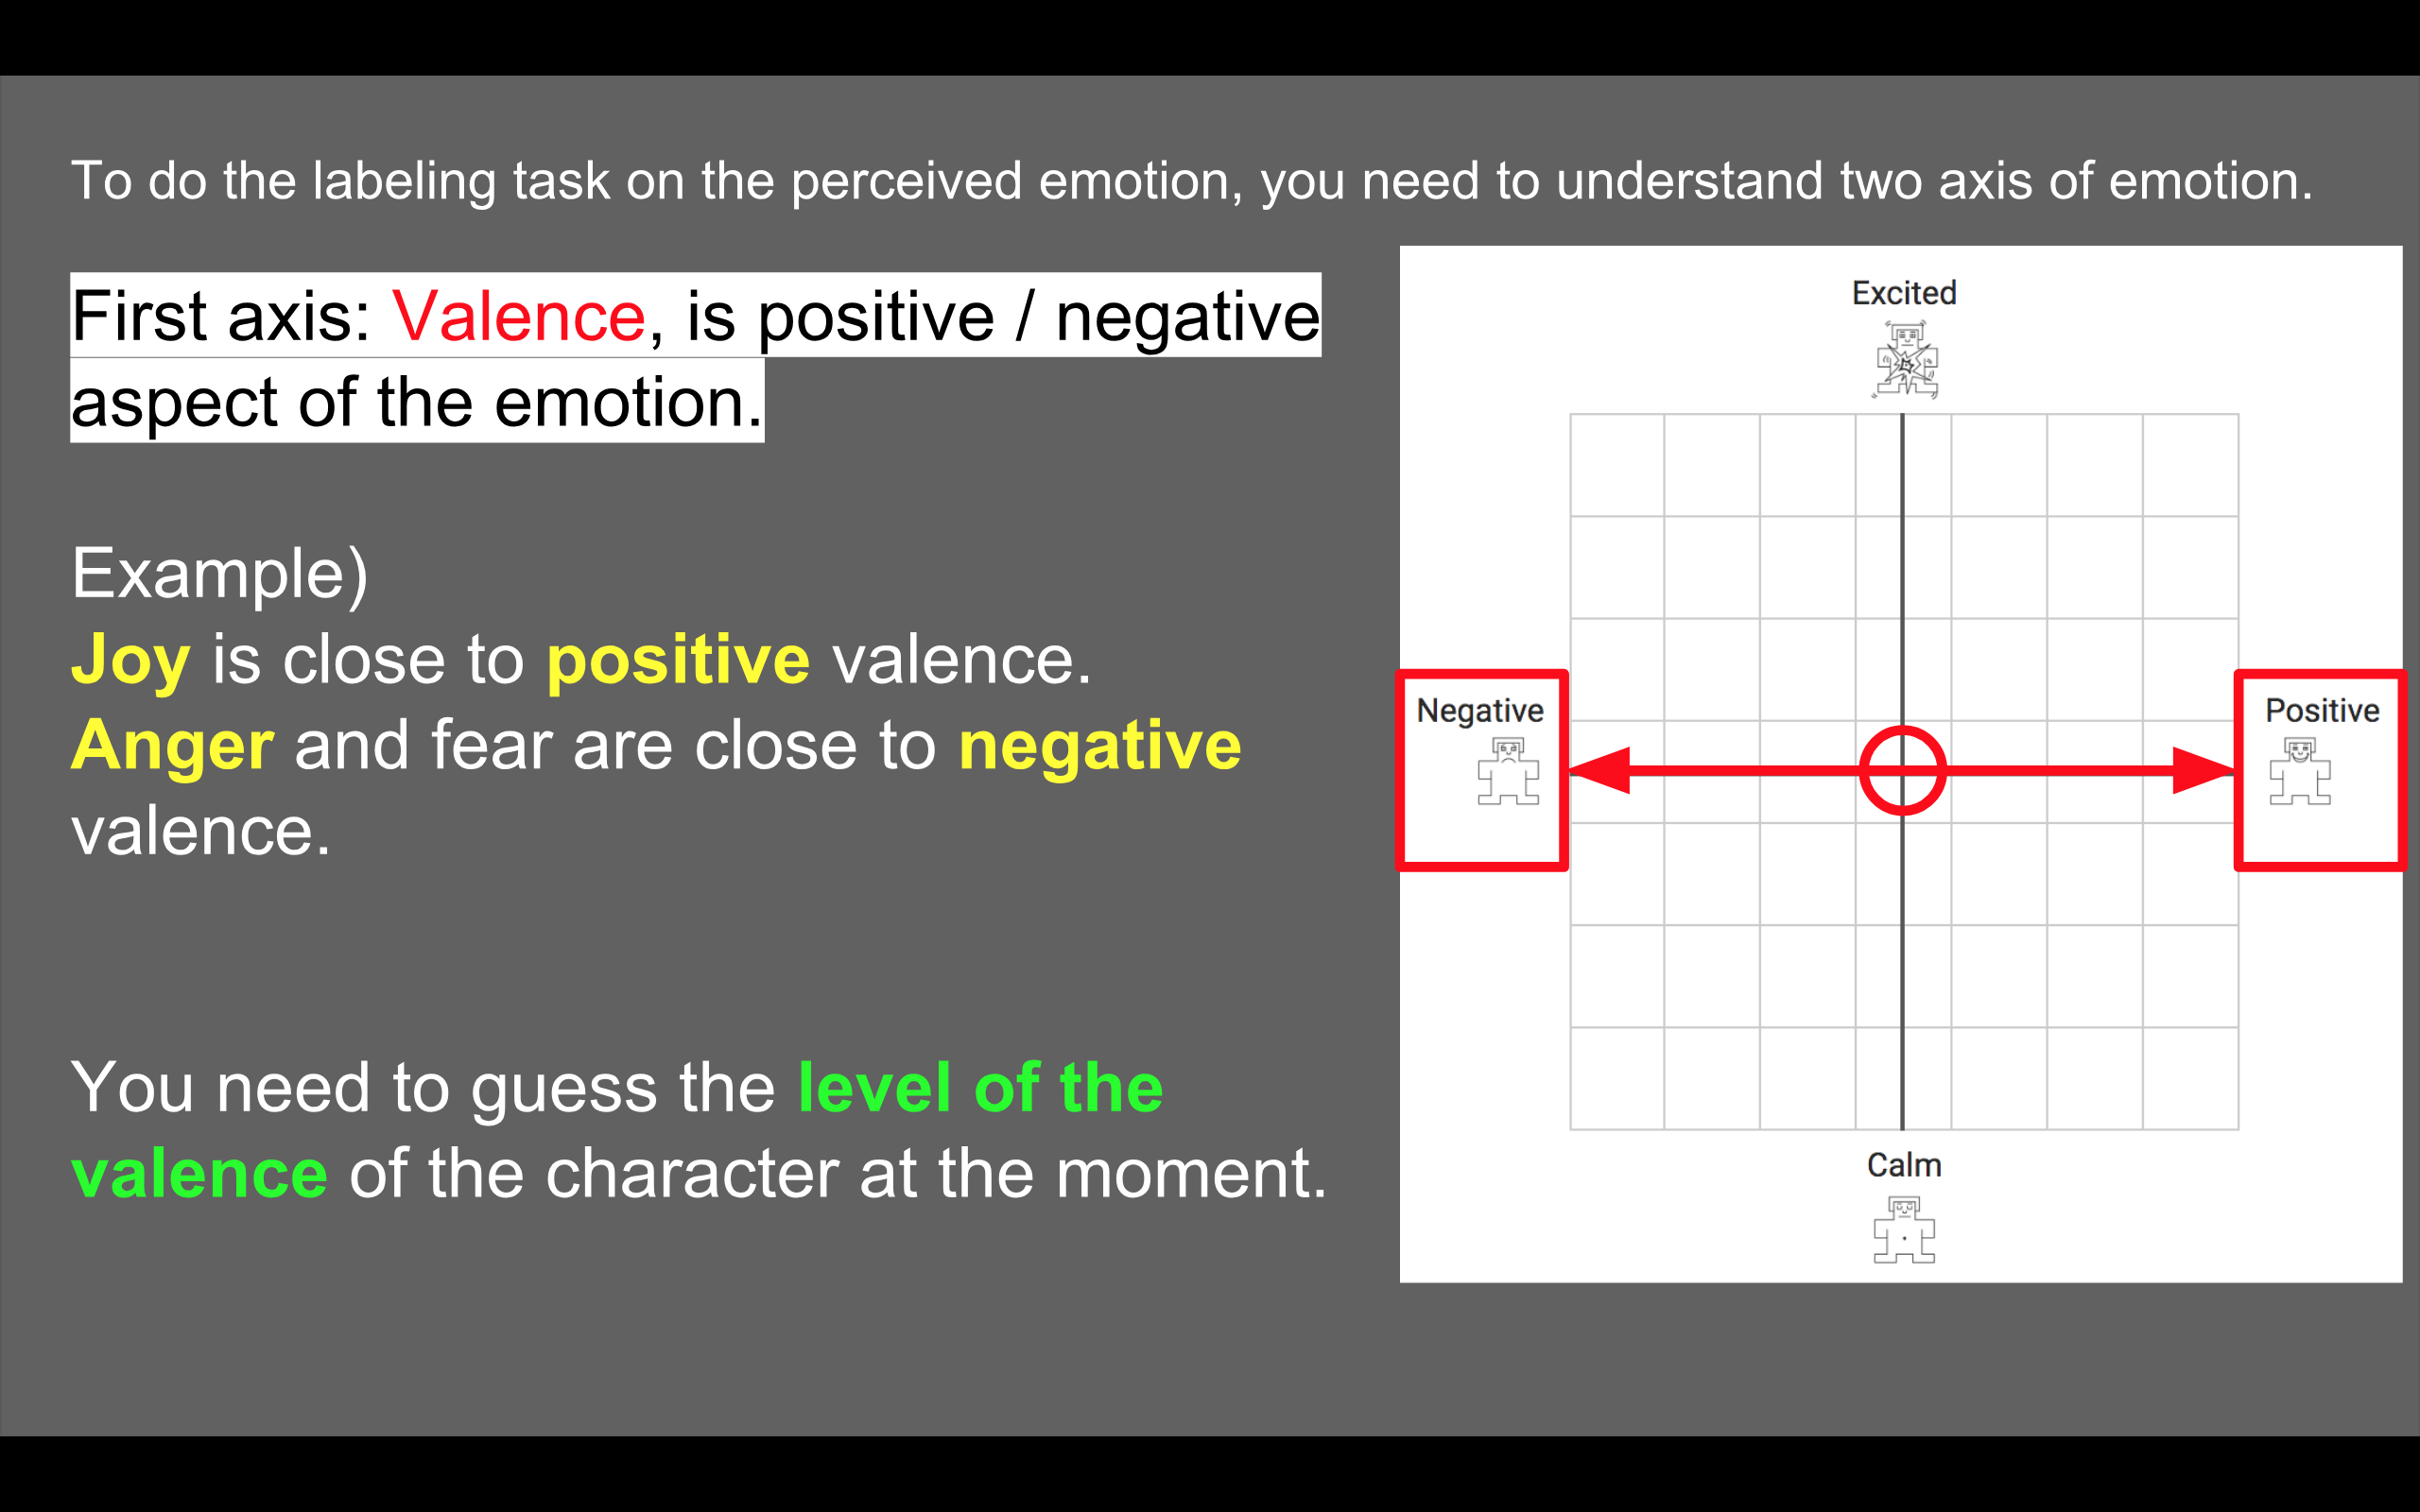 To do the labeling task on the perceived emotion, you need to understand two axis of emotion.
First axis: Valence, is positive / negative
aspect of the emotion.
Example)
Joy is close to positive valence.
Anger and fear are close to negative
valence.
You need to guess the level of the
valence of the character at the moment.
Excited
Negative
Positive
Calm